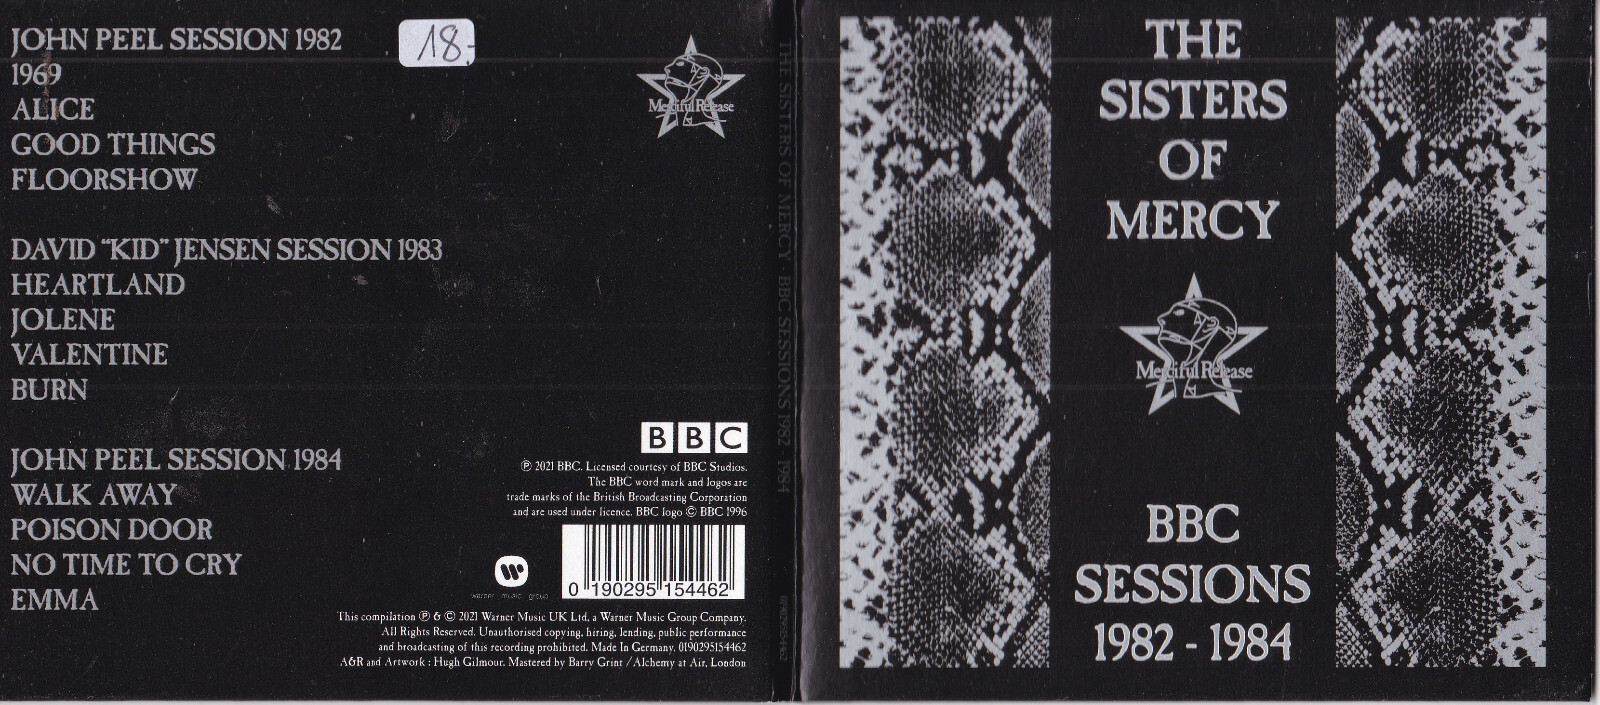 JOHN PEEL SESSION 1982
1969
ALICE
GOOD THINGS
FLOORSHOW
DAVID "KID" JENSEN SESSION 1983
HEARTLAND
JOLENE
VALENTINE
BURN
JOHN PEEL SESSION 1984
WALK AWAY
POISON DOOR
NO TIME TO CRY
EMMA
18.-
Merciful Release
BBC
℗ 2021 BBC. Licensed courtesy of BBC Studios.
The BBC word mark and logos are
trade marks of the British Broadcasting Corporation
and are used under licence. BBC logo © BBC 1996
warner music group
0 190295 154462
This compilation ℗ & © 2021 Warner Music UK Ltd, a Warner Music Group Company.
All Rights Reserved. Unauthorised copying, hiring, lending, public performance
and broadcasting of this recording prohibited. Made In Germany. 0190295154462
A&R and Artwork : Hugh Gilmour. Mastered by Barry Grint / Alchemy at Air, London
THE SISTERS OF MERCY · BBC SESSIONS 1982 - 1984
0190295154462
THE
SISTERS
OF
MERCY
Merciful Release
BBC
SESSIONS
1982 - 1984